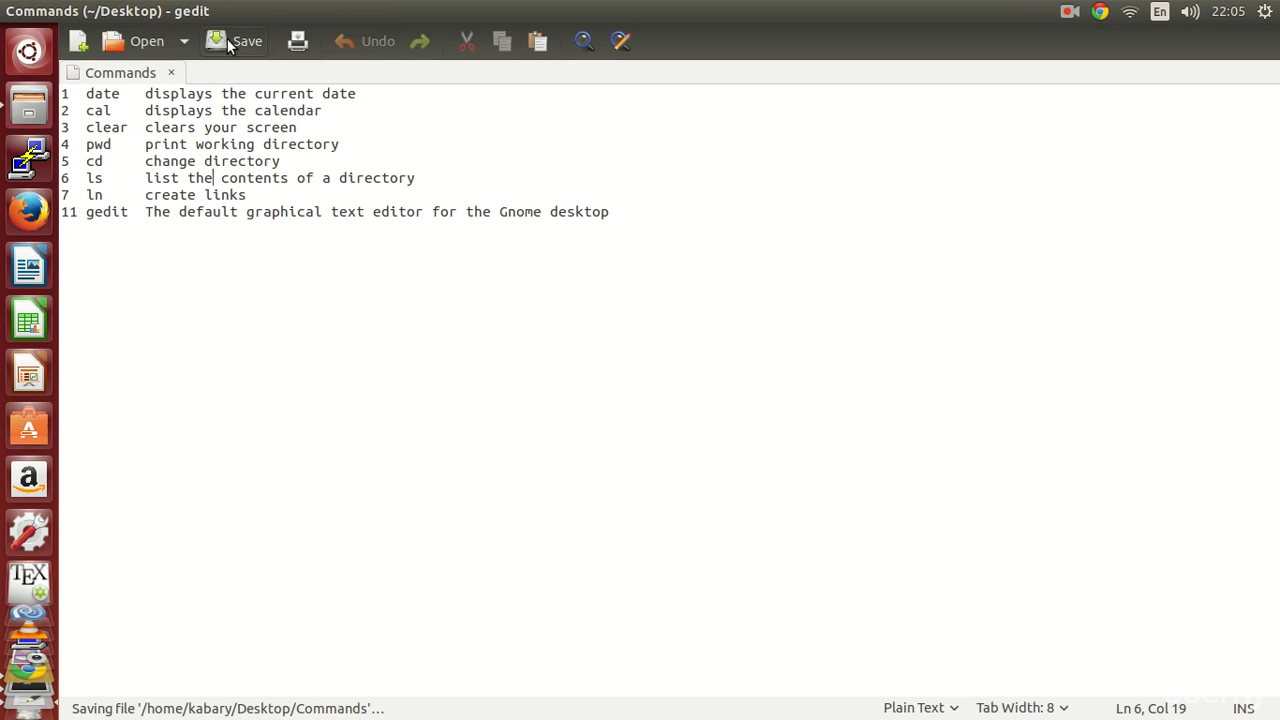 Commands (~/Desktop) - gedit
En
22:05
Open
Save
Undo
Commands ×
1 date displays the current date
2 cal displays the calendar
3 clear clears your screen
4 pwd print working directory
5 cd change directory
6 ls list the contents of a directory
7 ln create links
11 gedit The default graphical text editor for the Gnome desktop
A
a
TEX
Saving file '/home/kabary/Desktop/Commands'...
Plain Text
Tab Width: 8
Ln 6, Col 19
INS